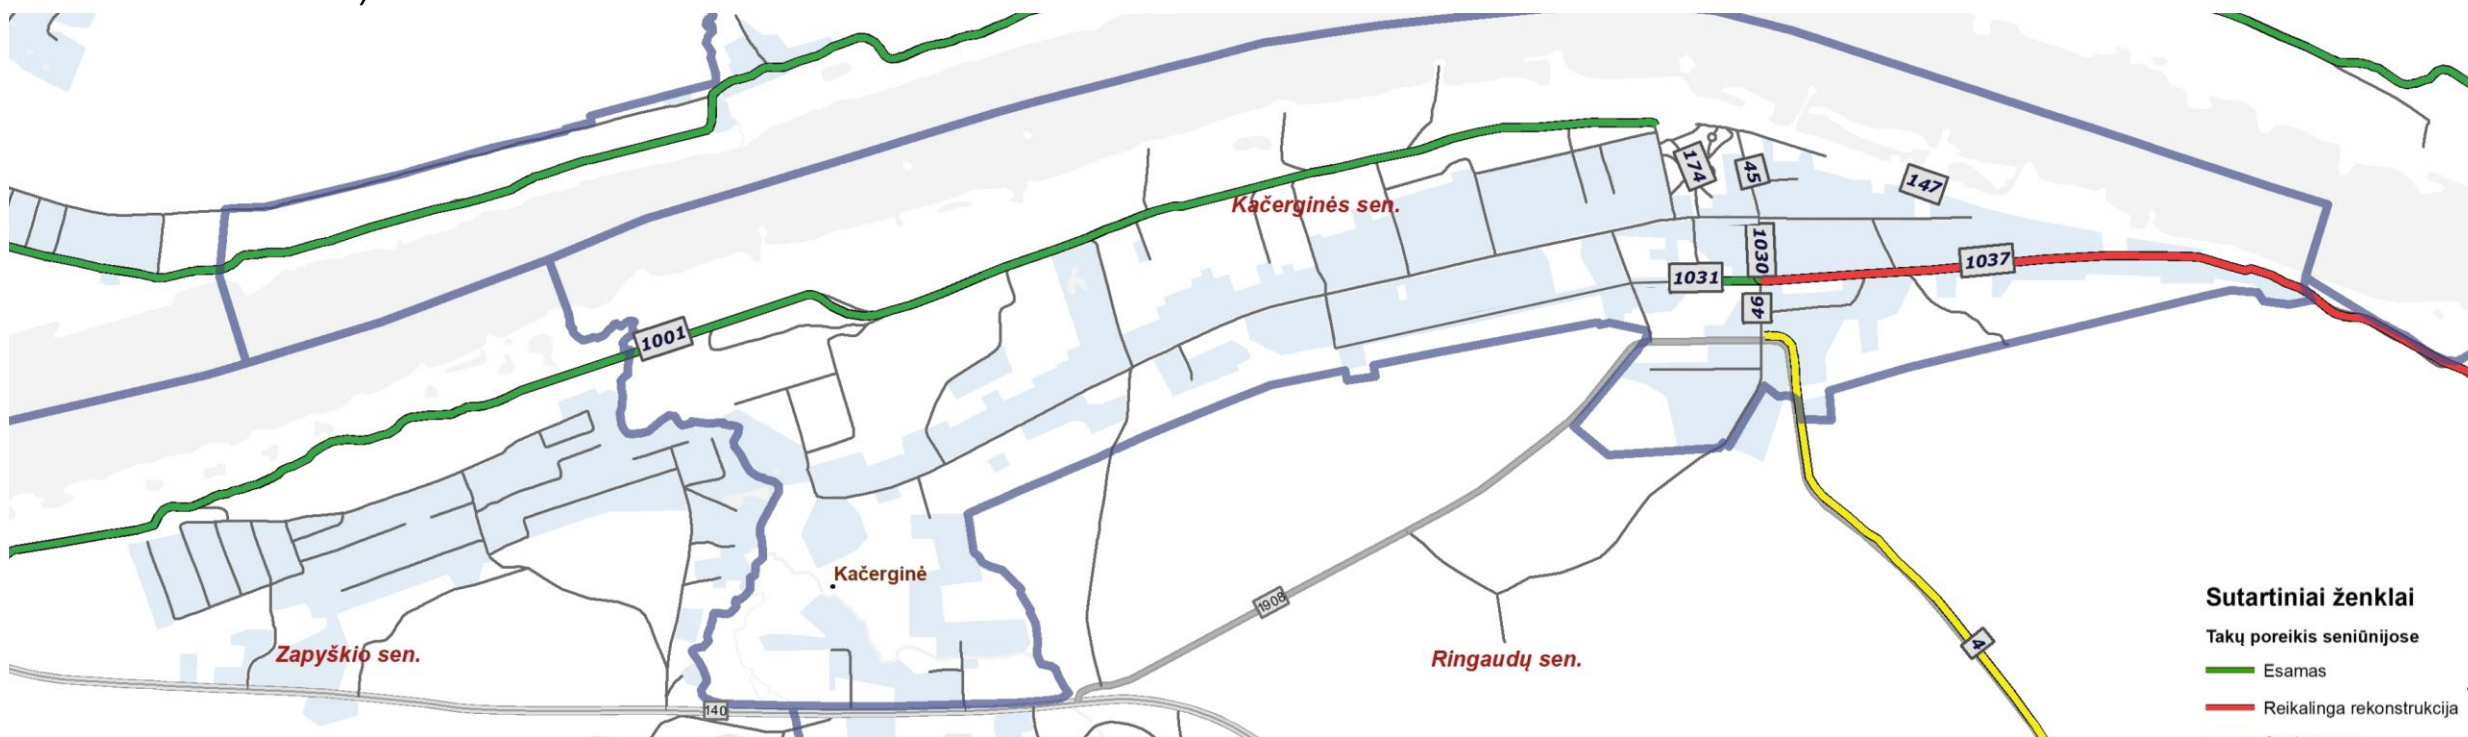 174
45
147
Kačerginės sen.
1030
1037
1031
46
1001
Kačerginė
1908
Zapyškio sen.
Ringaudų sen.
4
140
Sutartiniai ženklai
Takų poreikis seniūnijose
Esamas
Reikalinga rekonstrukcija